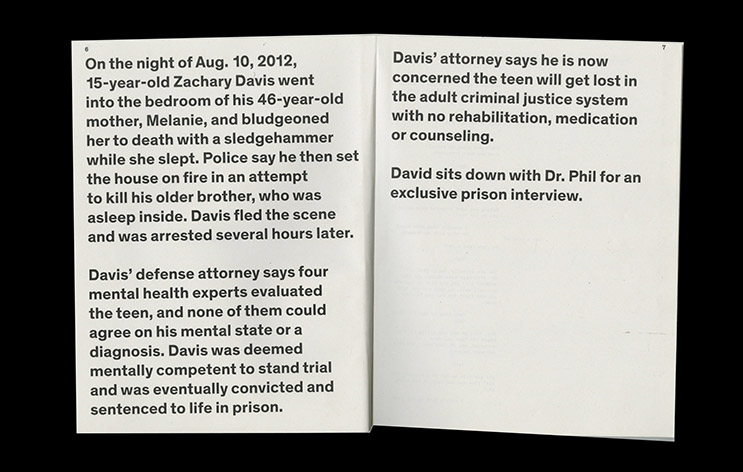 6
On the night of Aug. 10, 2012,
15-year-old Zachary Davis went
into the bedroom of his 46-year-old
mother, Melanie, and bludgeoned
her to death with a sledgehammer
while she slept. Police say he then set
the house on fire in an attempt
to kill his older brother, who was
asleep inside. Davis fled the scene
and was arrested several hours later.
Davis’ defense attorney says four
mental health experts evaluated
the teen, and none of them could
agree on his mental state or a
diagnosis. Davis was deemed
mentally competent to stand trial
and was eventually convicted and
sentenced to life in prison.
7
Davis’ attorney says he is now
concerned the teen will get lost in
the adult criminal justice system
with no rehabilitation, medication
or counseling.
David sits down with Dr. Phil for an
exclusive prison interview.